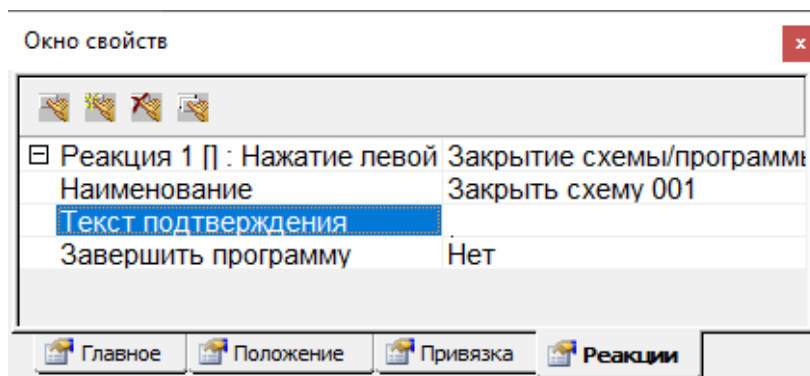 Окно свойств
Реакция 1 [] : Нажатие левой Закрытие схемы/программы
Наименование Закрыть схему 001
Текст подтверждения .
Завершить программу Нет
Главное Положение Привязка Реакции